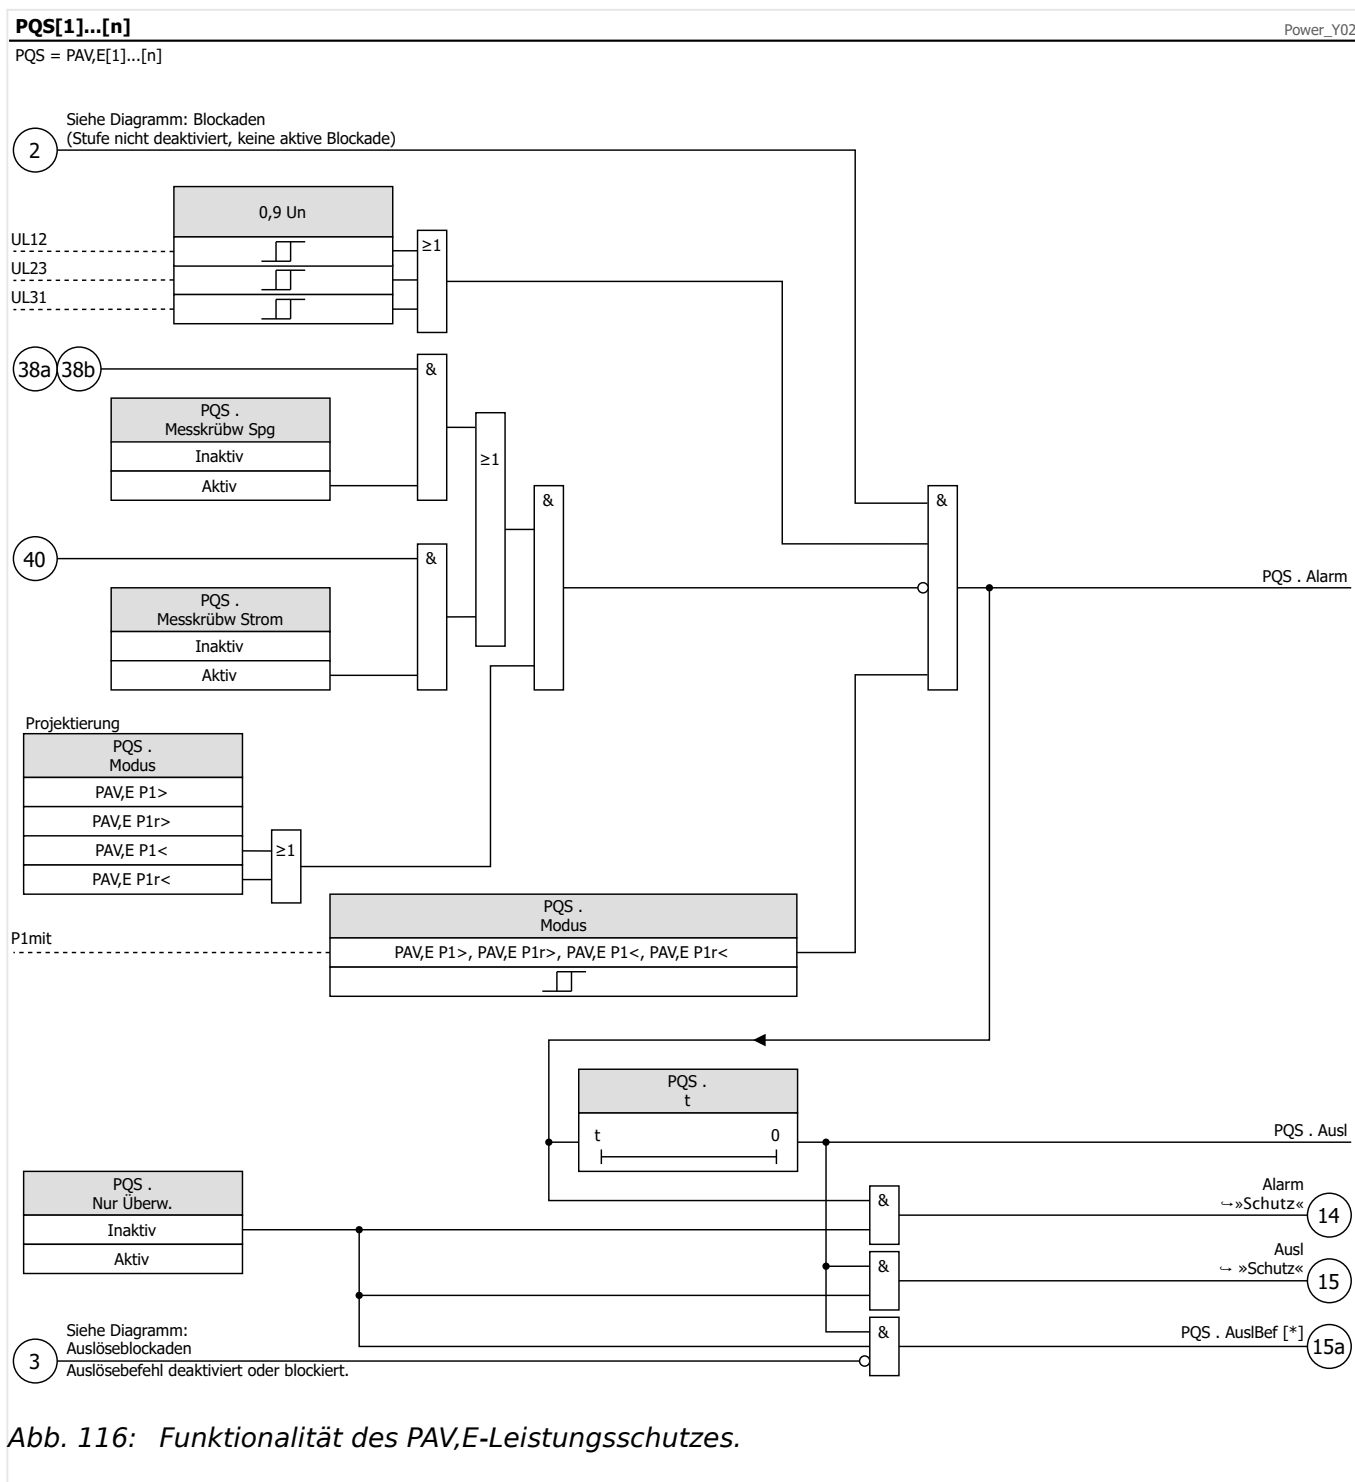 PQS[1]...[n]
Power_Y02
PQS = PAV,E[1]...[n]
Siehe Diagramm: Blockaden
(Stufe nicht deaktiviert, keine aktive Blockade)
2
0,9 Un
UL12
UL23
UL31
≥1
38a 38b
&
PQS .
Messkrübw Spg
Inaktiv
Aktiv
≥1
&
&
40
&
PQS .
Messkrübw Strom
Inaktiv
Aktiv
PQS . Alarm
Projektierung
PQS .
Modus
PAV,E P1>
PAV,E P1r>
PAV,E P1<
PAV,E P1r<
≥1
PQS .
Modus
P1mit
PAV,E P1>, PAV,E P1r>, PAV,E P1<, PAV,E P1r<
PQS .
t
t 0
PQS . Ausl
PQS .
Nur Überw.
Inaktiv
Aktiv
&
Alarm
↪»Schutz«
14
&
Ausl
↪ »Schutz«
15
&
PQS . AuslBef [*]
15a
Siehe Diagramm:
Auslöseblockaden
3
Auslösebefehl deaktiviert oder blockiert.
Abb. 116: Funktionalität des PAV,E-Leistungsschutzes.